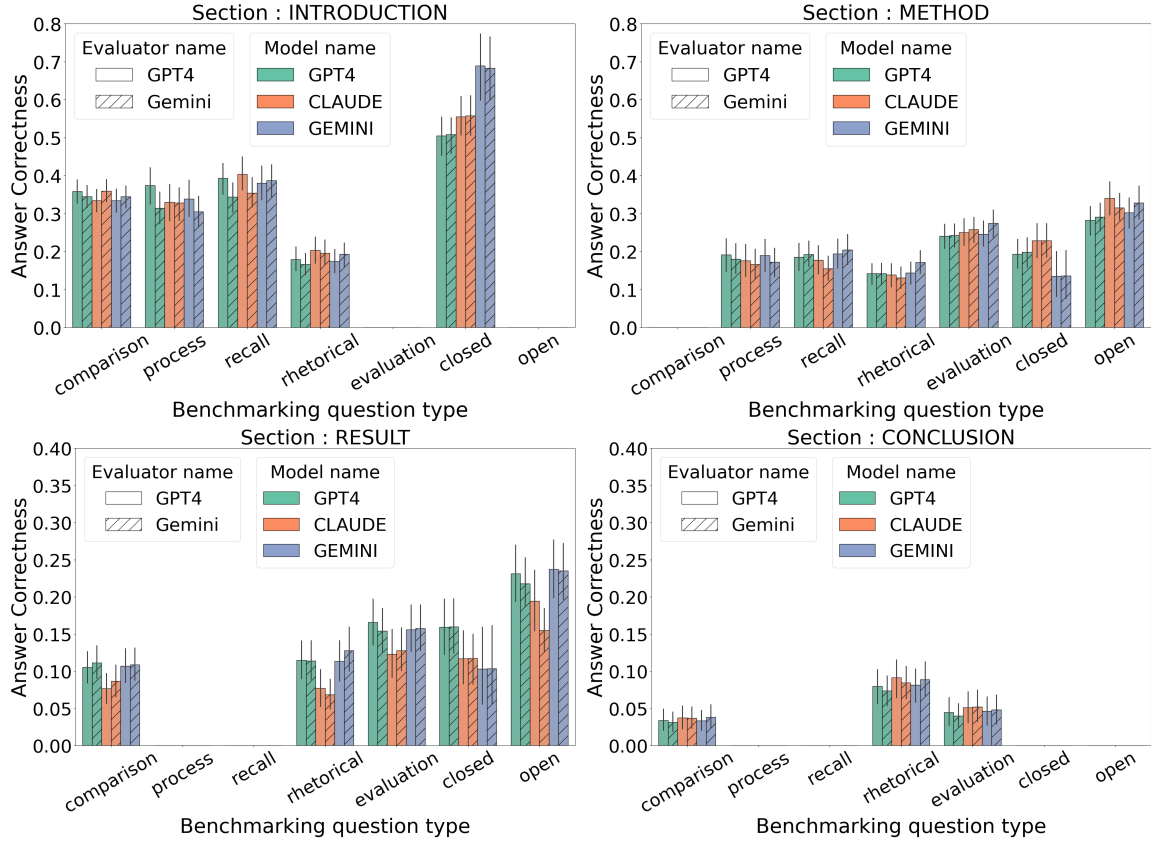 Section : INTRODUCTION
Answer Correctness
0.8
0.7
0.6
0.5
0.4
0.3
0.2
0.1
0.0
Evaluator name
GPT4
Gemini
Model name
GPT4
CLAUDE
GEMINI
comparison
process
recall
rhetorical
evaluation
closed
open
Benchmarking question type
Section : METHOD
Answer Correctness
0.8
0.7
0.6
0.5
0.4
0.3
0.2
0.1
0.0
Evaluator name
GPT4
Gemini
Model name
GPT4
CLAUDE
GEMINI
comparison
process
recall
rhetorical
evaluation
closed
open
Benchmarking question type
Section : RESULT
Answer Correctness
0.40
0.35
0.30
0.25
0.20
0.15
0.10
0.05
0.00
Evaluator name
GPT4
Gemini
Model name
GPT4
CLAUDE
GEMINI
comparison
process
recall
rhetorical
evaluation
closed
open
Benchmarking question type
Section : CONCLUSION
Answer Correctness
0.40
0.35
0.30
0.25
0.20
0.15
0.10
0.05
0.00
Evaluator name
GPT4
Gemini
Model name
GPT4
CLAUDE
GEMINI
comparison
process
recall
rhetorical
evaluation
closed
open
Benchmarking question type